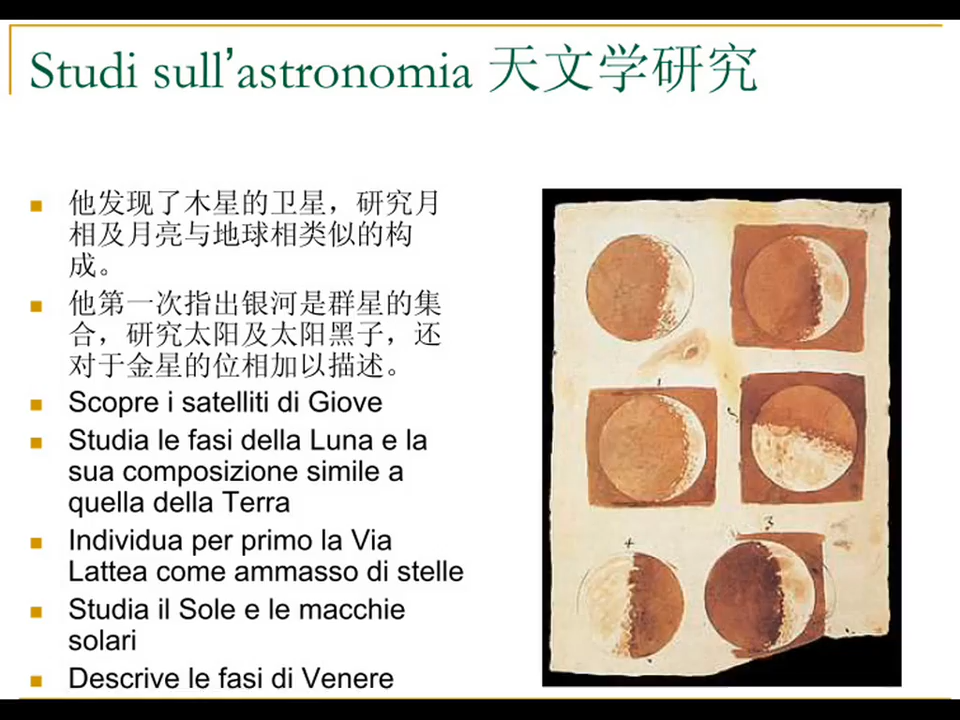 Studi sull’astronomia 天文学研究
他发现了木星的卫星，研究月
相及月亮与地球相类似的构
成。
他第一次指出银河是群星的集
合，研究太阳及太阳黑子，还
对于金星的位相加以描述。
Scopre i satelliti di Giove
Studia le fasi della Luna e la
sua composizione simile a
quella della Terra
Individua per primo la Via
Lattea come ammasso di stelle
Studia il Sole e le macchie
solari
Descrive le fasi di Venere
1
4
3